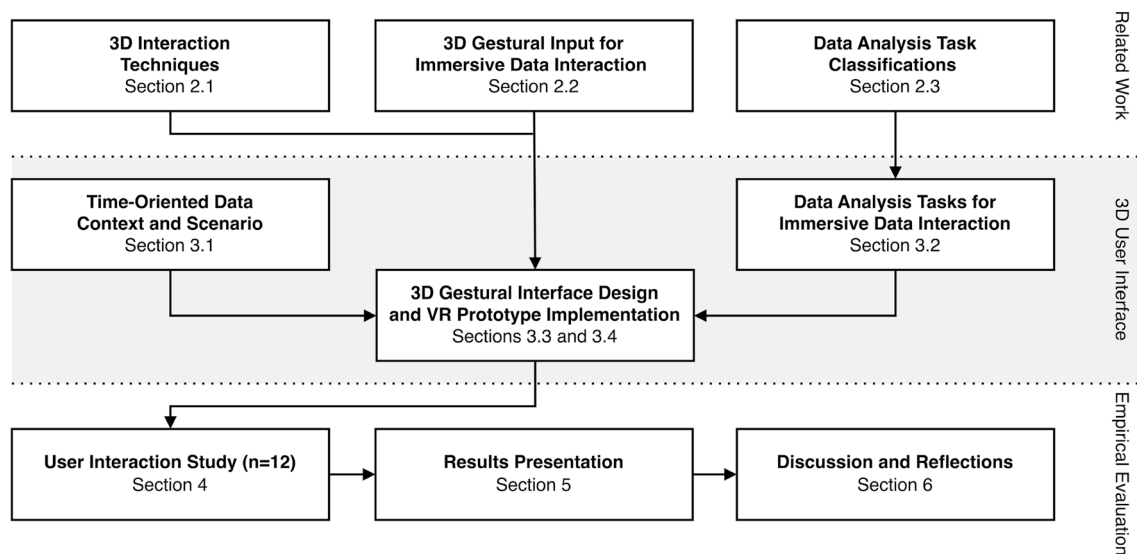 3D Interaction
Techniques
Section 2.1
3D Gestural Input for
Immersive Data Interaction
Section 2.2
Data Analysis Task
Classifications
Section 2.3
Related Work
Time-Oriented Data
Context and Scenario
Section 3.1
Data Analysis Tasks for
Immersive Data Interaction
Section 3.2
3D Gestural Interface Design
and VR Prototype Implementation
Sections 3.3 and 3.4
3D User Interface
User Interaction Study (n=12)
Section 4
Results Presentation
Section 5
Discussion and Reflections
Section 6
Empirical Evaluation